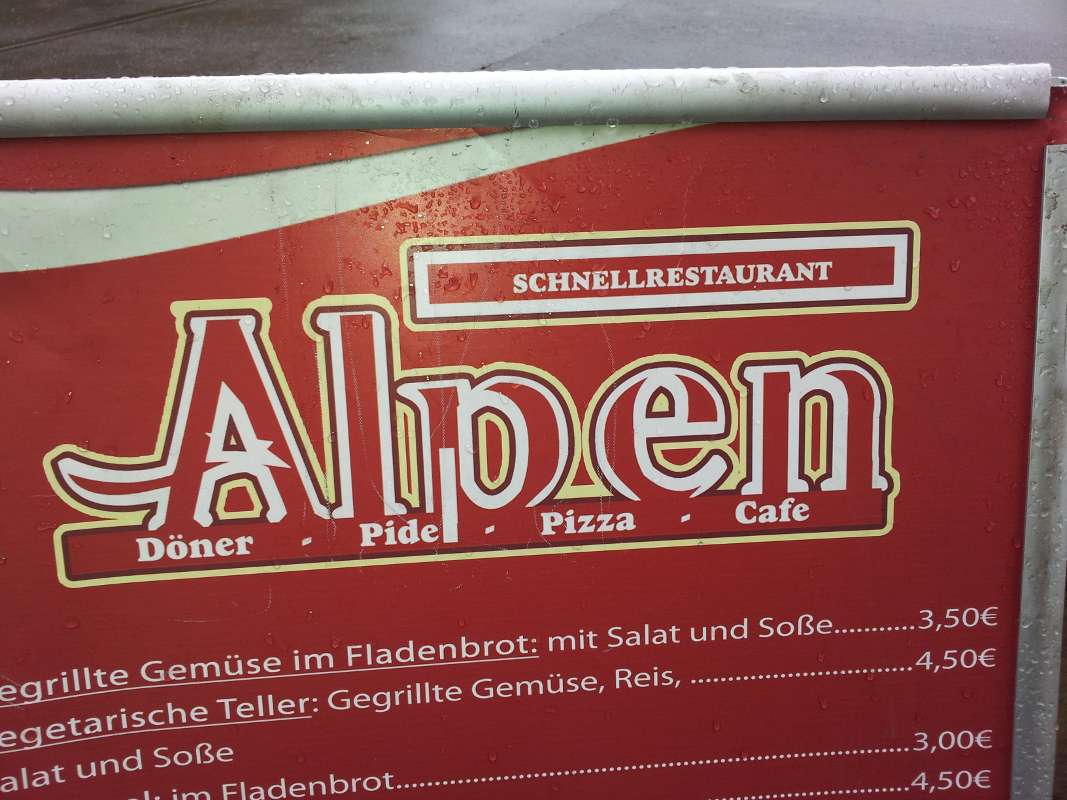 SCHNELLRESTAURANT
Alpen
Döner - Pide - Pizza - Cafe
egrillte Gemüse im Fladenbrot: mit Salat und Soße...........3,50€
egetarische Teller: Gegrillte Gemüse, Reis, ..............................4,50€
alat und Soße
im Fladenbrot......................................................................3,00€
4,50€